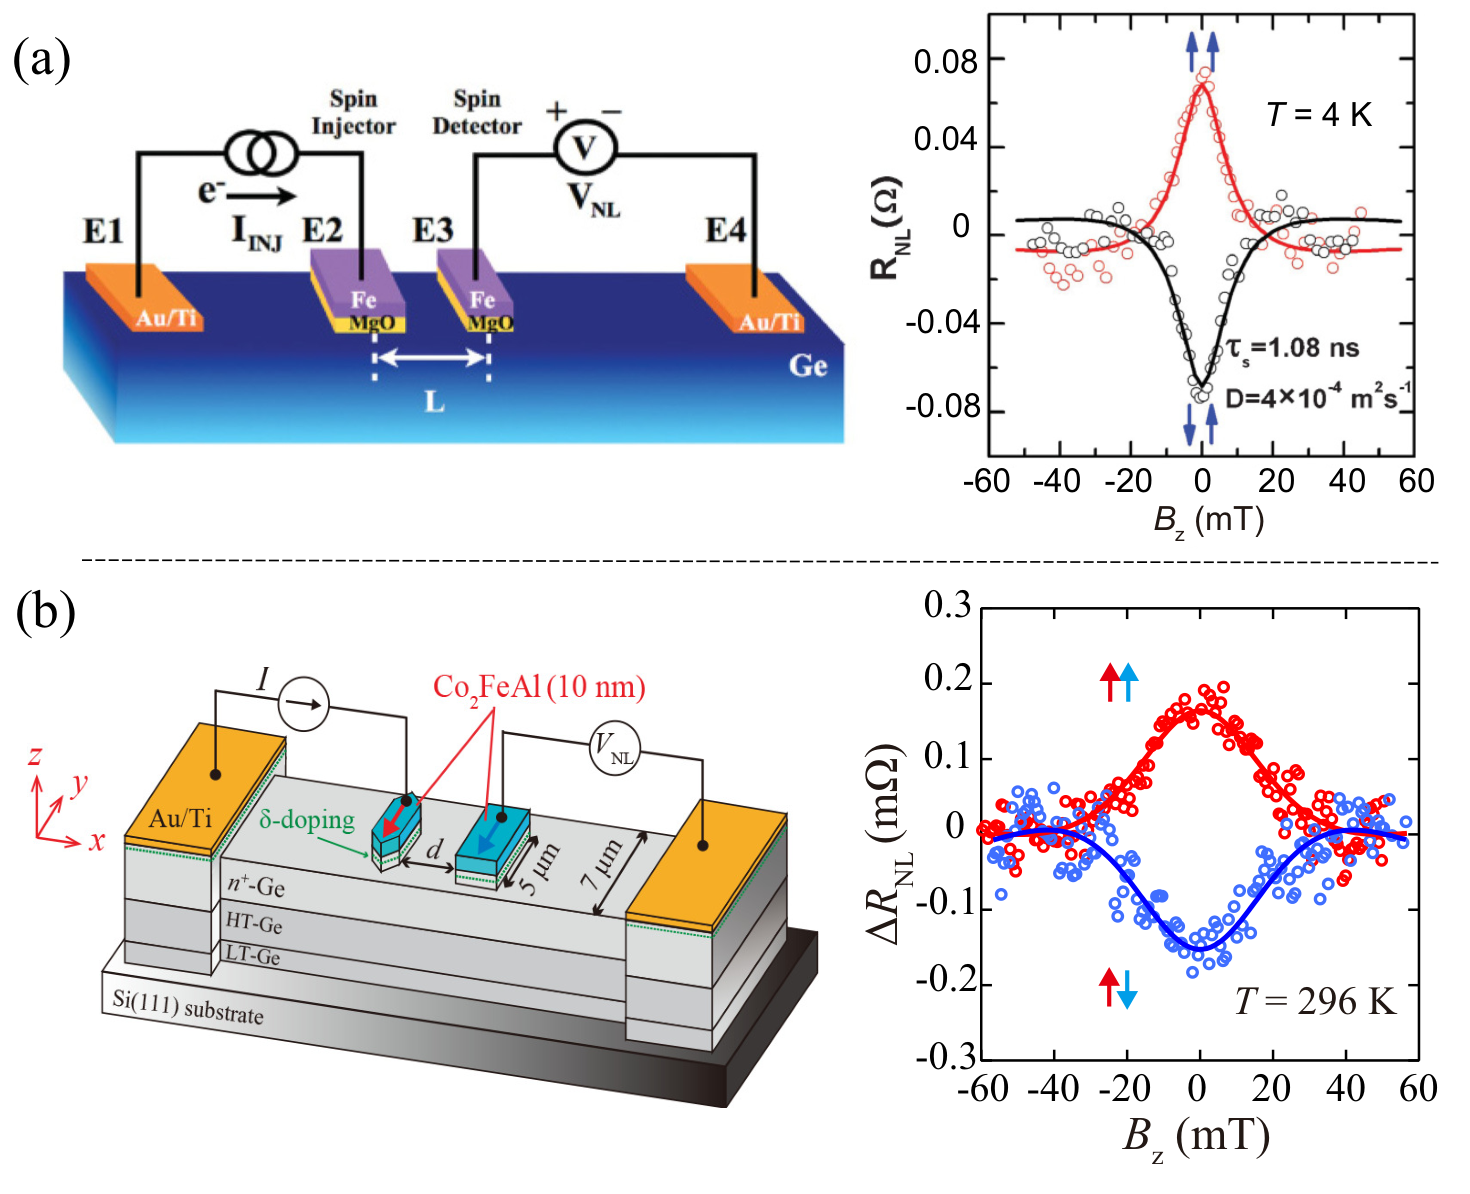 (a)
Spin
Injector
Spin
Detector
+ −
V
V_NL
e⁻
I_INJ
E1
E2
E3
E4
Fe
MgO
Fe
MgO
Au/Ti
Au/Ti
Ge
L
0.08
0.04
0
-0.04
-0.08
R_NL(Ω)
T = 4 K
τ_s=1.08 ns
D=4×10⁻⁴ m²s⁻¹
-60 -40 -20 0 20 40 60
B_z (mT)
(b)
I
Co₂FeAl (10 nm)
V_NL
z
y
x
Au/Ti
δ-doping
d
5 μm
7 μm
n⁺-Ge
HT-Ge
LT-Ge
Si(111) substrate
0.3
0.2
0.1
0
-0.1
-0.2
-0.3
ΔR_NL (mΩ)
T = 296 K
-60 -40 -20 0 20 40 60
B_z (mT)